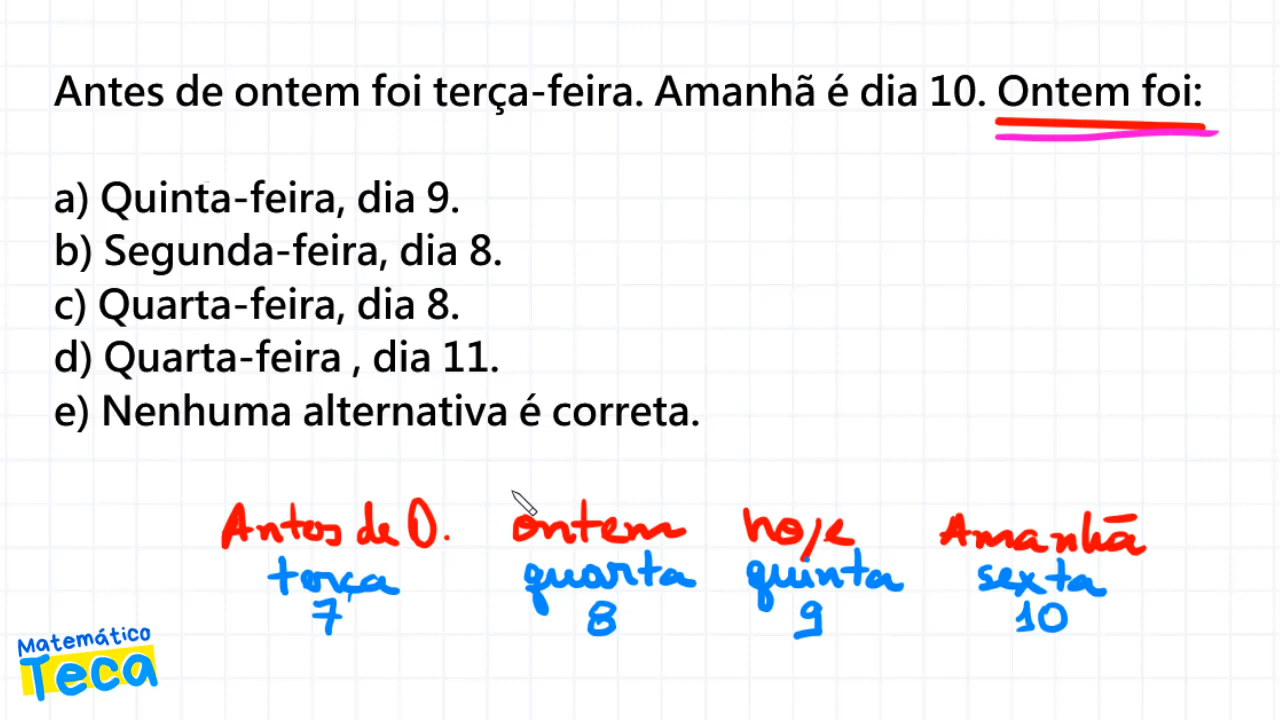 Antes de ontem foi terça-feira. Amanhã é dia 10. Ontem foi:
a) Quinta-feira, dia 9.
b) Segunda-feira, dia 8.
c) Quarta-feira, dia 8.
d) Quarta-feira , dia 11.
e) Nenhuma alternativa é correta.
Antes de O. ontem hoje Amanhã
terça quarta quinta sexta
7 8 9 10
Matemático
Teca